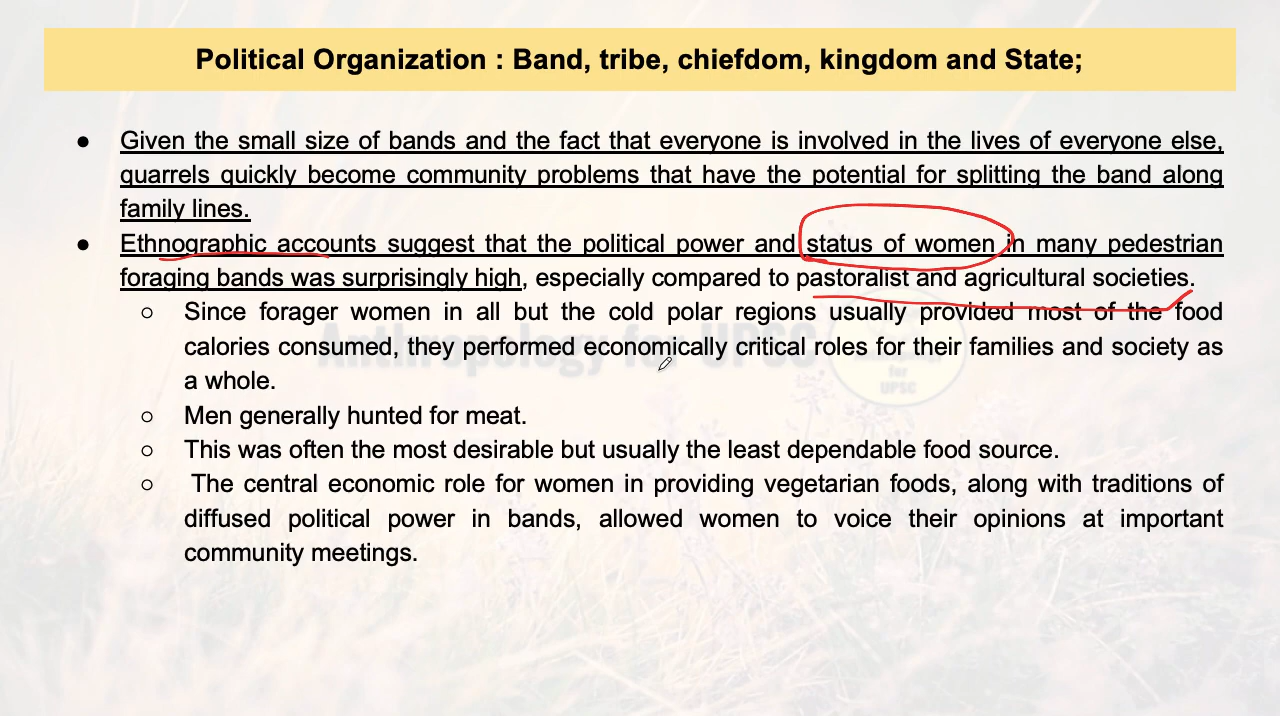 Political Organization : Band, tribe, chiefdom, kingdom and State;
● Given the small size of bands and the fact that everyone is involved in the lives of everyone else,
quarrels quickly become community problems that have the potential for splitting the band along
family lines.
● Ethnographic accounts suggest that the political power and status of women in many pedestrian
foraging bands was surprisingly high, especially compared to pastoralist and agricultural societies.
○ Since forager women in all but the cold polar regions usually provided most of the food
calories consumed, they performed economically critical roles for their families and society as
a whole.
○ Men generally hunted for meat.
○ This was often the most desirable but usually the least dependable food source.
○ The central economic role for women in providing vegetarian foods, along with traditions of
diffused political power in bands, allowed women to voice their opinions at important
community meetings.
Anthropology for UPSC
for
UPSC